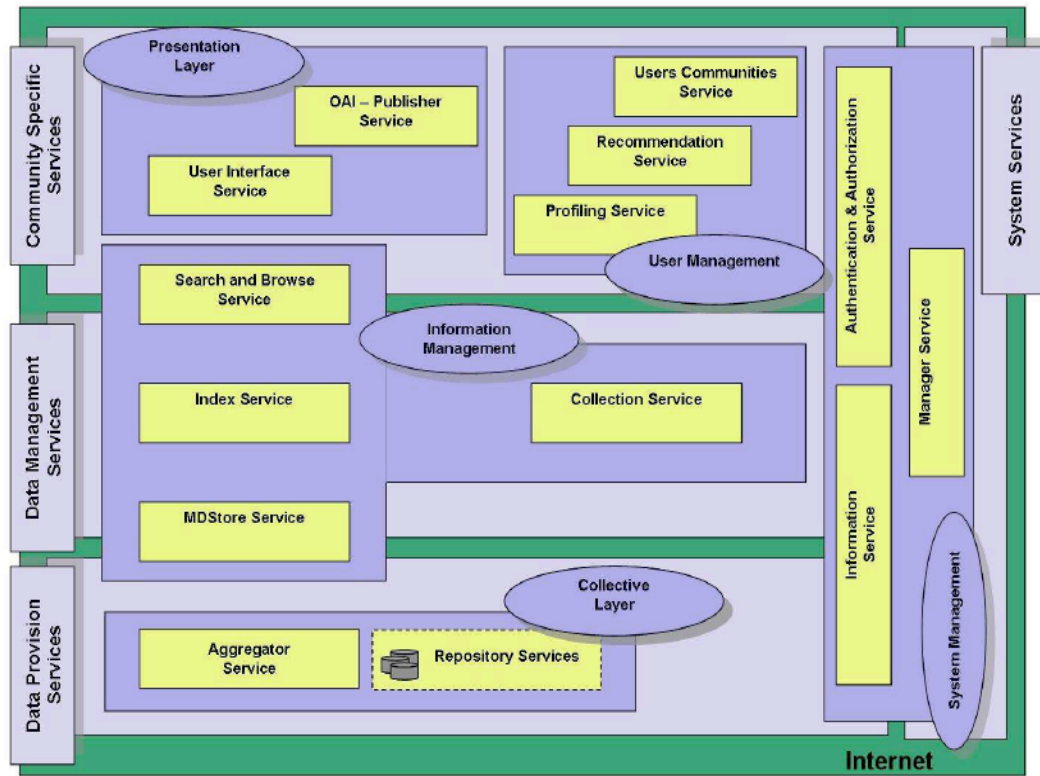 Presentation
Layer
OAI – Publisher
Service
User Interface
Service
Users Communities
Service
Recommendation
Service
Profiling Service
User Management
Community Specific
Services
System Services
Authentication & Authorization
Service
Manager Service
Search and Browse
Service
Information
Management
Index Service
Collection Service
MDStore Service
Data Management
Services
Information
Service
System Management
Collective
Layer
Aggregator
Service
Repository Services
Data Provision
Services
Internet